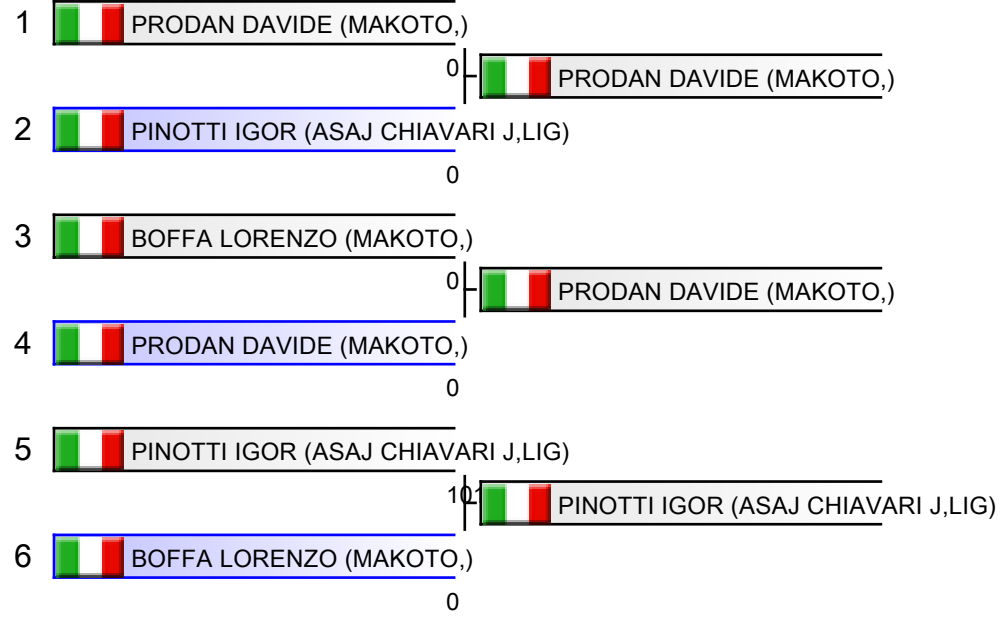 1 PRODAN DAVIDE (MAKOTO,)
0 PRODAN DAVIDE (MAKOTO,)
2 PINOTTI IGOR (ASAJ CHIAVARI J,LIG)
0
3 BOFFA LORENZO (MAKOTO,)
0 PRODAN DAVIDE (MAKOTO,)
4 PRODAN DAVIDE (MAKOTO,)
0
5 PINOTTI IGOR (ASAJ CHIAVARI J,LIG)
PINOTTI IGOR (ASAJ CHIAVARI J,LIG)
6 BOFFA LORENZO (MAKOTO,)
0